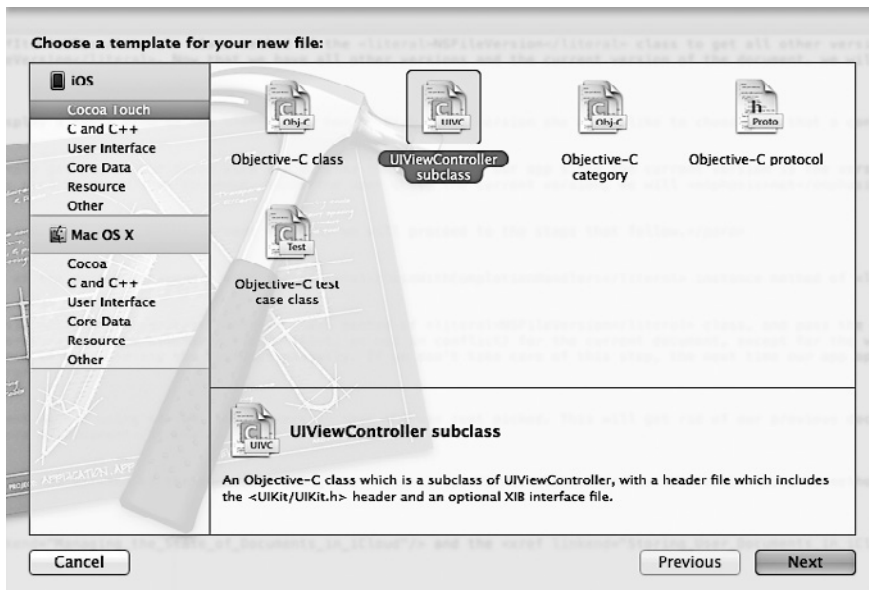 Choose a template for your new file:
iOS
Cocoa Touch
C and C++
User Interface
Core Data
Resource
Other
Mac OS X
Cocoa
C and C++
User Interface
Core Data
Resource
Other
Obj-C
Objective-C class
UIVC
UIViewController
subclass
Obj-C
Objective-C
category
h
Proto
Objective-C protocol
Test
Objective-C test
case class
UIVC
UIViewController subclass
An Objective-C class which is a subclass of UIViewController, with a header file which includes
the <UIKit/UIKit.h> header and an optional XIB interface file.
Cancel
Previous
Next